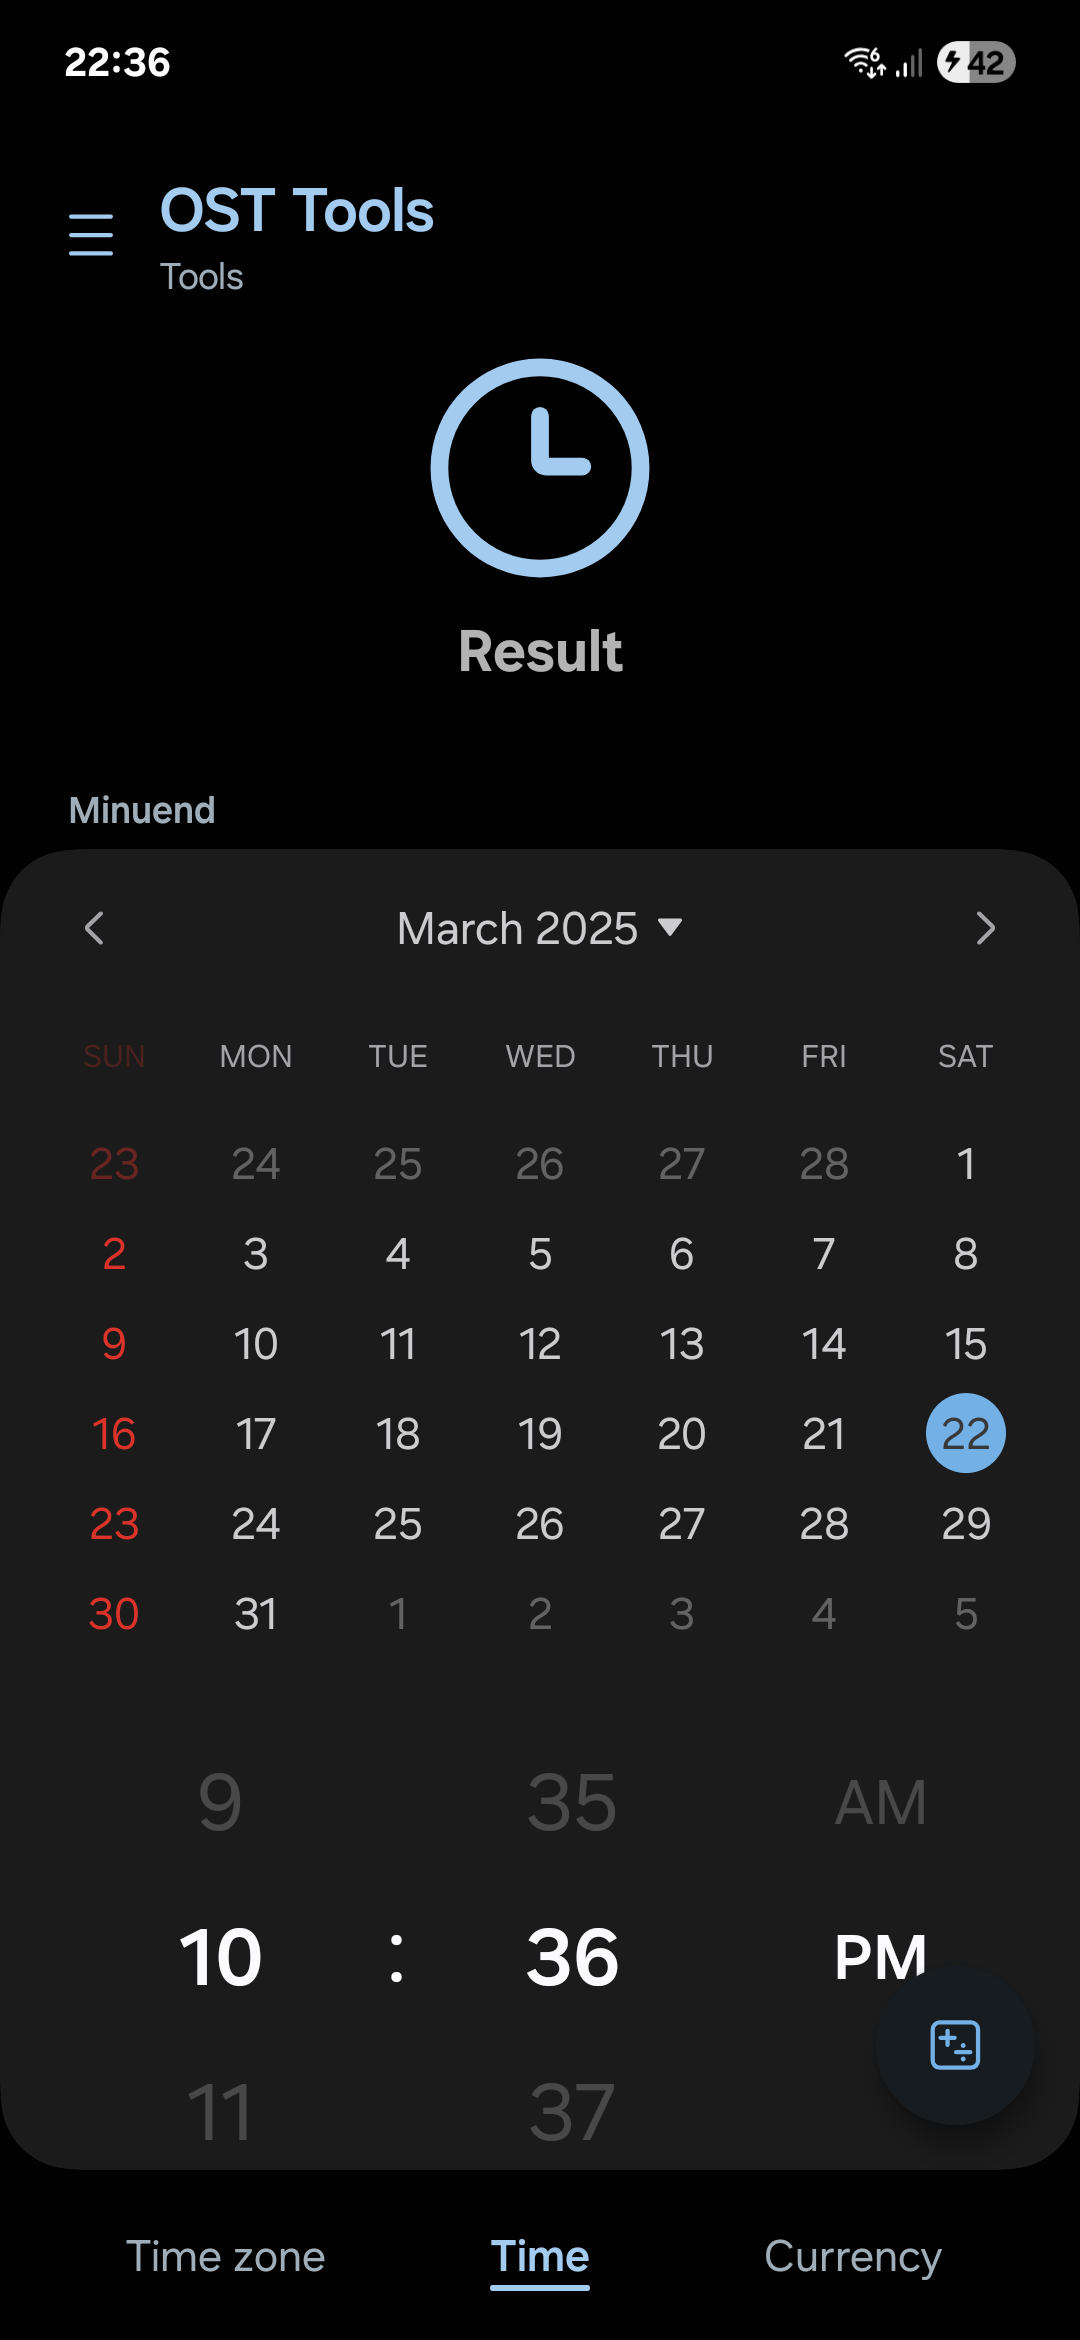 22:36
6
42
OST Tools
Tools
Result
Minuend
March 2025
SUN MON TUE WED THU FRI SAT
23 24 25 26 27 28 1
2 3 4 5 6 7 8
9 10 11 12 13 14 15
16 17 18 19 20 21 22
23 24 25 26 27 28 29
30 31 1 2 3 4 5
9 35 AM
10 : 36 PM
11 37
Time zone Time Currency